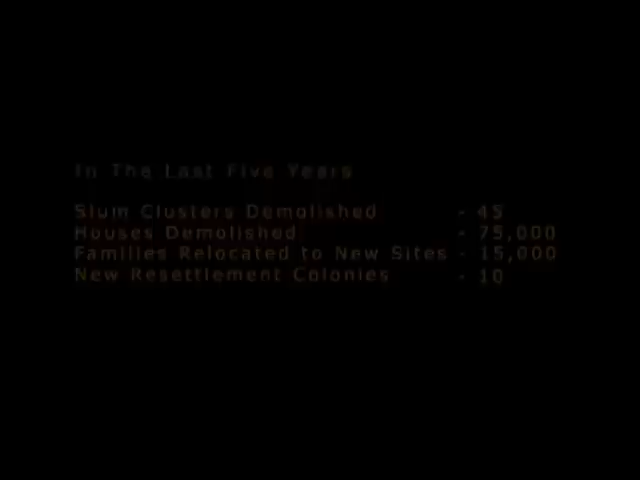 In The Last Five Years
Slum Clusters Demolished - 45
Houses Demolished - 75,000
Families Relocated to New Sites - 15,000
New Resettlement Colonies - 10